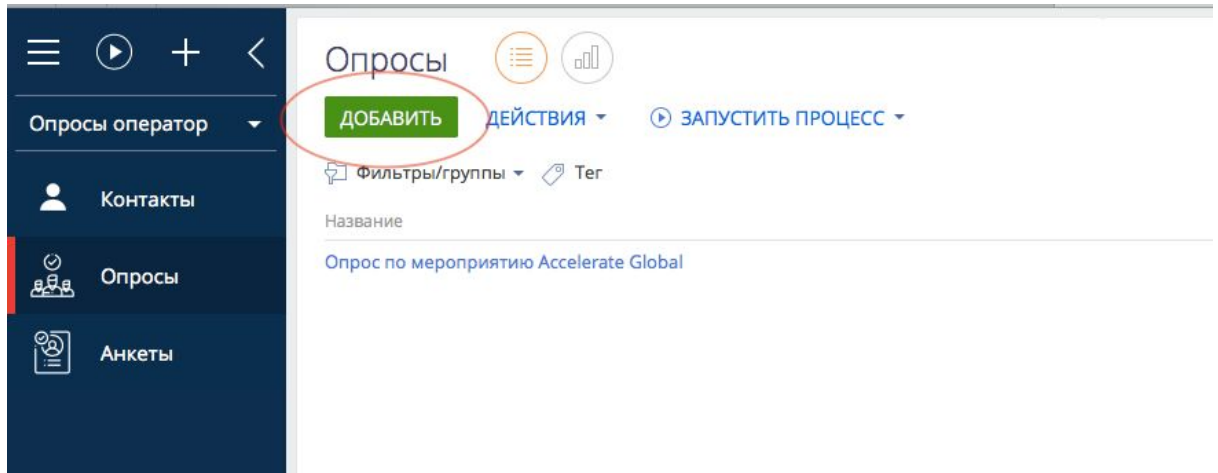 Опросы
ДОБАВИТЬ ДЕЙСТВИЯ ЗАПУСТИТЬ ПРОЦЕСС
Опросы оператор
Фильтры/группы Тег
Контакты
Название
Опрос по мероприятию Accelerate Global
Опросы
Анкеты